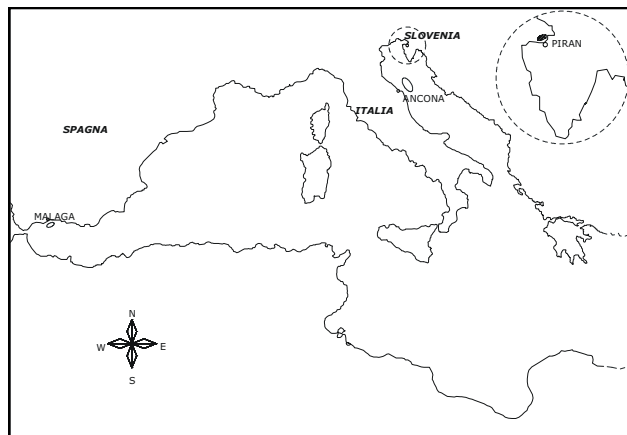 SLOVENIA
PIRAN
ANCONA
ITALIA
SPAGNA
MALAGA
N
W E
S